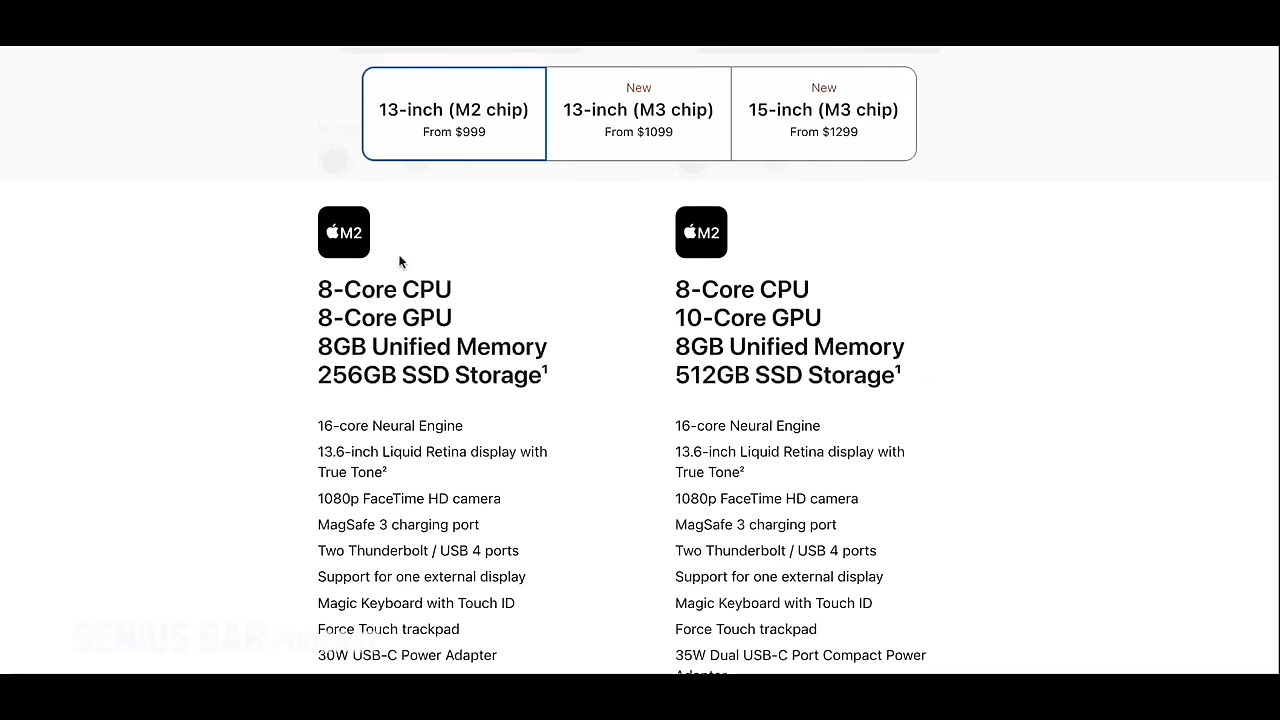 13-inch (M2 chip)
From $999
New
13-inch (M3 chip)
From $1099
New
15-inch (M3 chip)
From $1299
M2
8-Core CPU
8-Core GPU
8GB Unified Memory
256GB SSD Storage¹
16-core Neural Engine
13.6-inch Liquid Retina display with
True Tone²
1080p FaceTime HD camera
MagSafe 3 charging port
Two Thunderbolt / USB 4 ports
Support for one external display
Magic Keyboard with Touch ID
Force Touch trackpad
30W USB-C Power Adapter
M2
8-Core CPU
10-Core GPU
8GB Unified Memory
512GB SSD Storage¹
16-core Neural Engine
13.6-inch Liquid Retina display with
True Tone²
1080p FaceTime HD camera
MagSafe 3 charging port
Two Thunderbolt / USB 4 ports
Support for one external display
Magic Keyboard with Touch ID
Force Touch trackpad
35W Dual USB-C Port Compact Power
GENIUS BAR